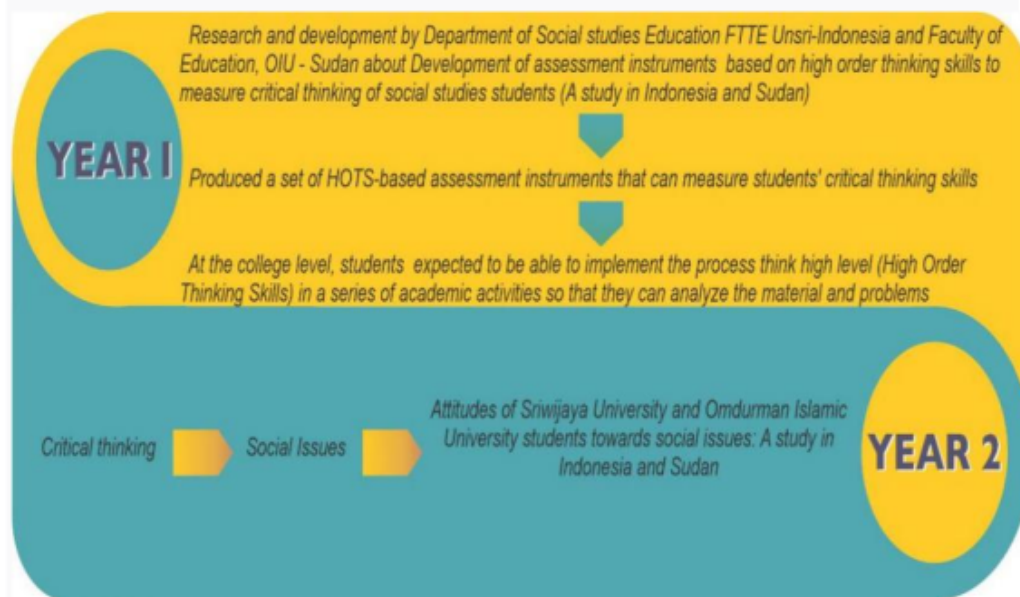 Research and development by Department of Social studies Education FTTE Unsri-Indonesia and Faculty of
Education, OIU - Sudan about Development of assessment instruments based on high order thinking skills to
measure critical thinking of social studies students (A study in Indonesia and Sudan)
YEAR I
Produced a set of HOTS-based assessment instruments that can measure students' critical thinking skills
At the college level, students expected to be able to implement the process think high level (High Order
Thinking Skills) in a series of academic activities so that they can analyze the material and problems
Critical thinking
Social Issues
Attitudes of Sriwijaya University and Omdurman Islamic
University students towards social issues: A study in
Indonesia and Sudan
YEAR 2